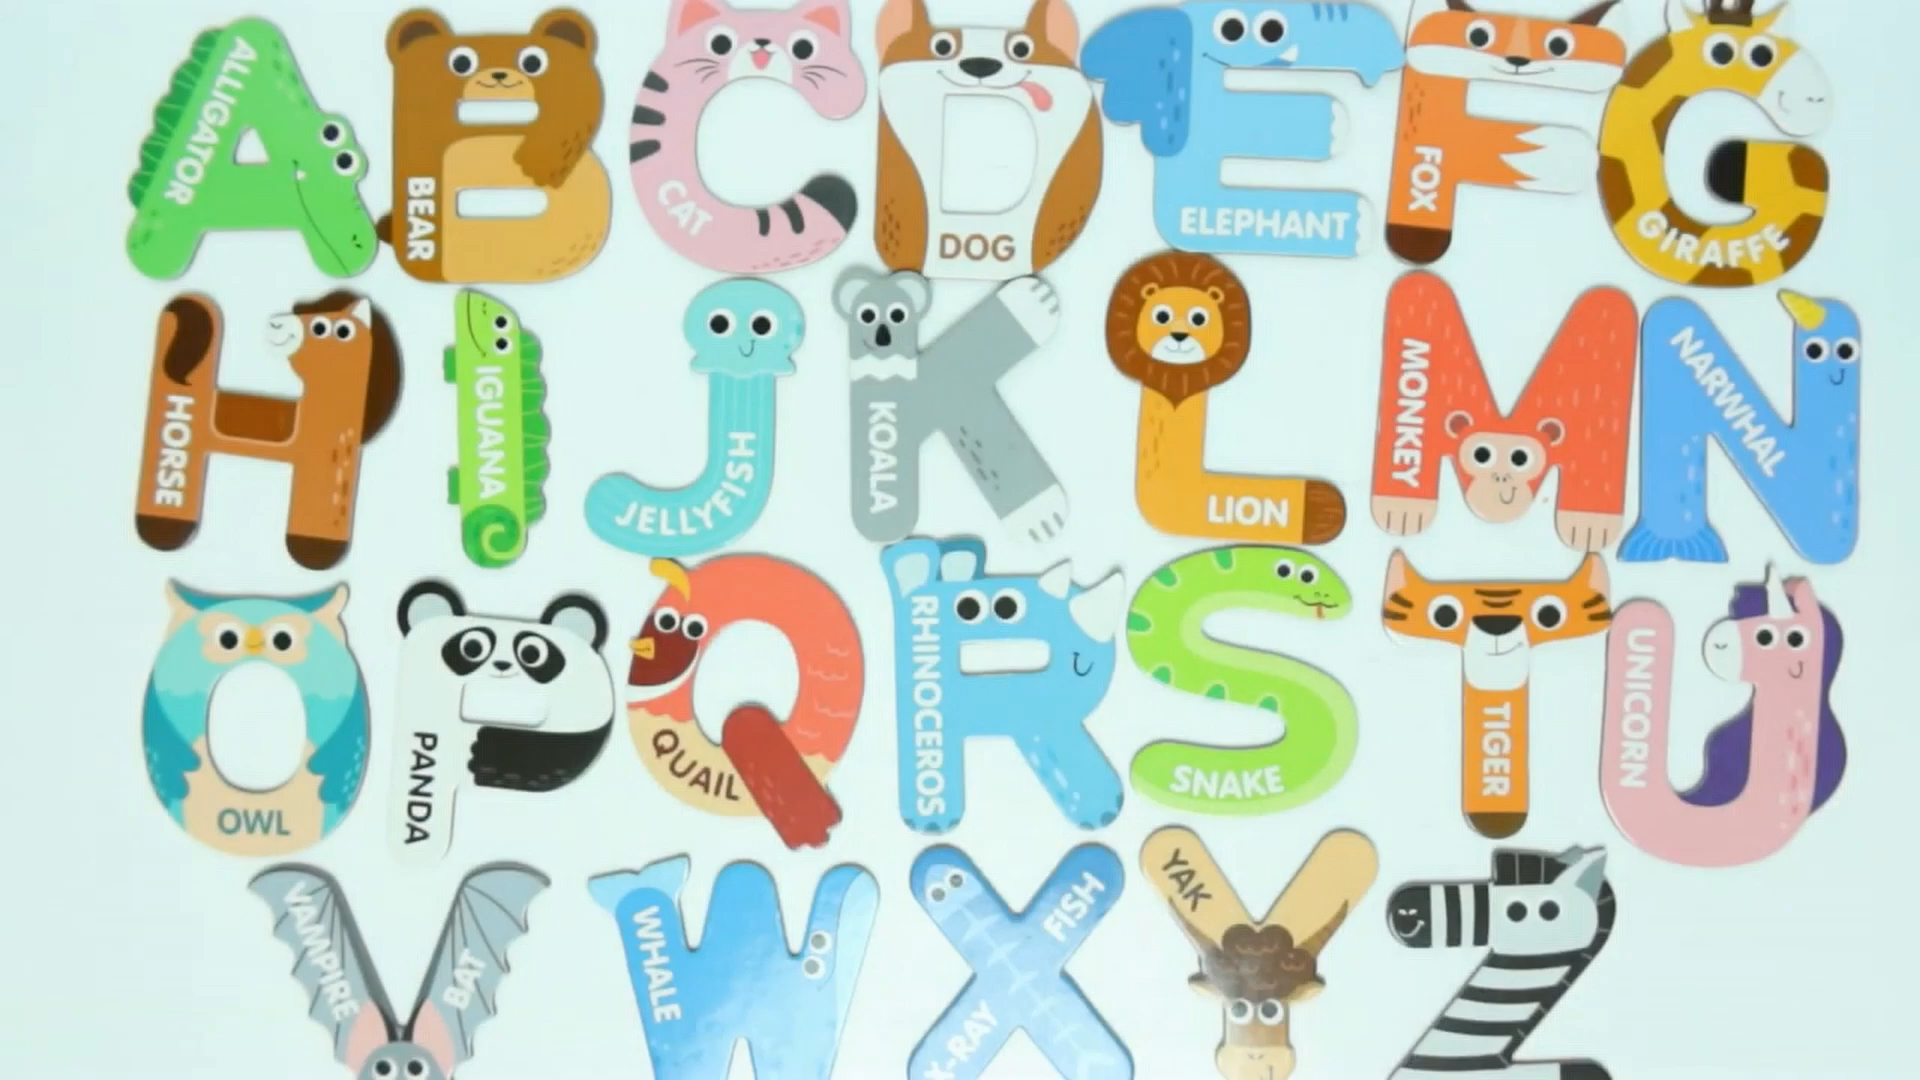 ALLIGATOR
BEAR
CAT
DOG
ELEPHANT
FOX
GIRAFFE
HORSE
IGUANA
JELLYFISH
KOALA
LION
MONKEY
NARWHAL
OWL
PANDA
QUAIL
RHINOCEROS
SNAKE
TIGER
UNICORN
VAMPIRE BAT
WHALE
X-RAY FISH
YAK